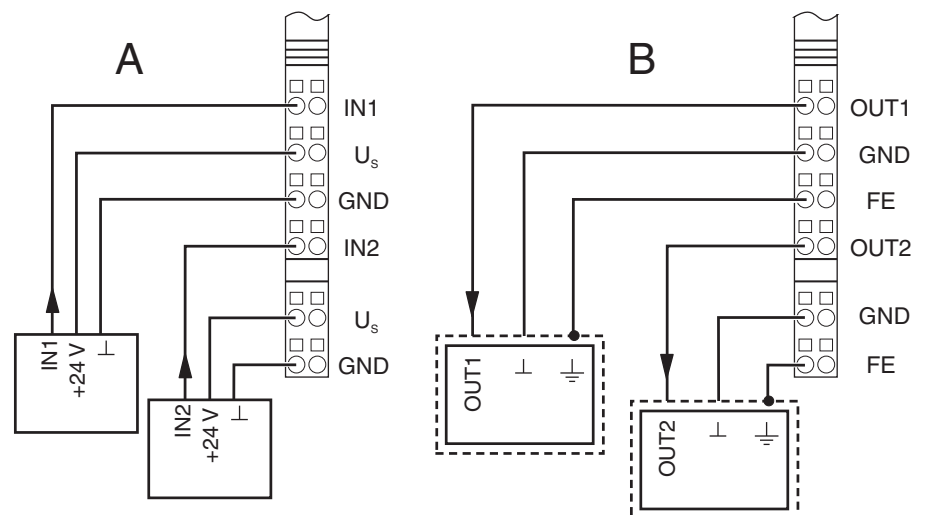 A
IN1
Us
GND
IN2
Us
GND
IN1
+24 V
IN2
+24 V
B
OUT1
GND
FE
OUT2
GND
FE
OUT1
OUT2